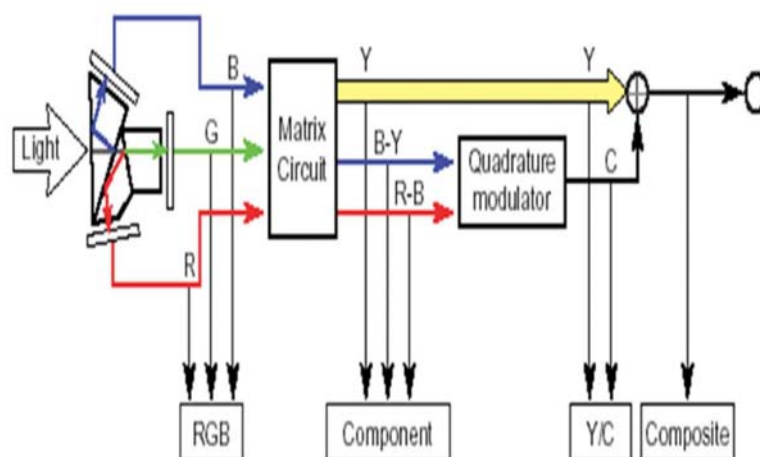 B
Y
Y
Light
G
Matrix
Circuit
B-Y
R-B
Quadrature
modulator
C
R
RGB
Component
Y/C
Composite